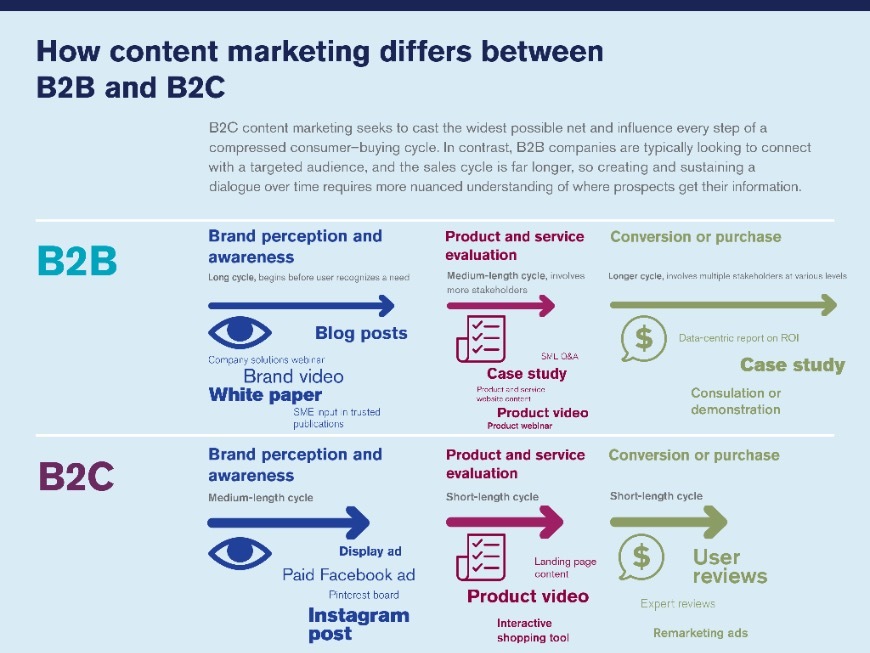 How content marketing differs between
B2B and B2C
B2C content marketing seeks to cast the widest possible net and influence every step of a
compressed consumer–buying cycle. In contrast, B2B companies are typically looking to connect
with a targeted audience, and the sales cycle is far longer, so creating and sustaining a
dialogue over time requires more nuanced understanding of where prospects get their information.
B2B
Brand perception and
awareness
Long cycle, begins before user recognizes a need
Blog posts
Company solutions webinar
Brand video
White paper
SME input in trusted
publications
Product and service
evaluation
Medium-length cycle, involves
more stakeholders
SML Q&A
Case study
Product and service
website content
Product video
Product webinar
Conversion or purchase
Longer cycle, involves multiple stakeholders at various levels
$
Data-centric report on ROI
Case study
Consulation or
demonstration
B2C
Brand perception and
awareness
Medium-length cycle
Display ad
Paid Facebook ad
Pinterest board
Instagram
post
Product and service
evaluation
Short-length cycle
Landing page
content
Product video
Interactive
shopping tool
Conversion or purchase
Short-length cycle
$
User
reviews
Expert reviews
Remarketing ads